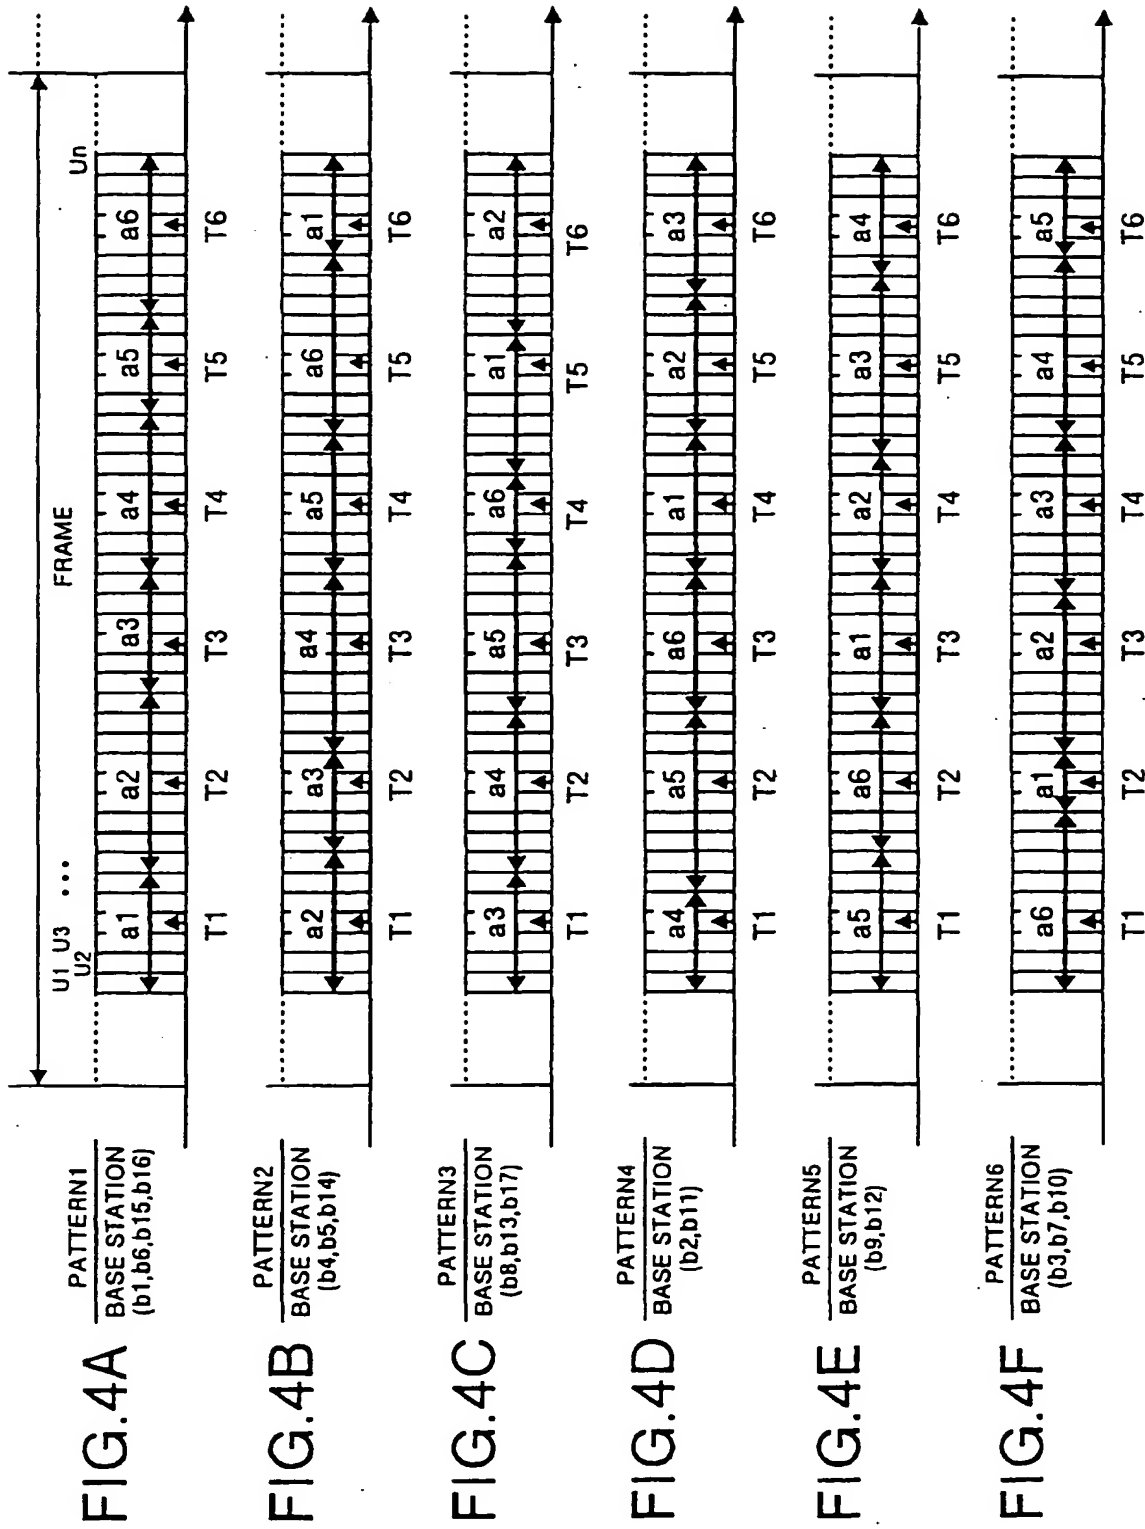 FRAME
U1 U3 ... Un
U2
a1 a2 a3 a4 a5 a6
T1 T2 T3 T4 T5 T6
PATTERN1
BASE STATION
(b1,b6,b15,b16)
FIG.4A
a2 a3 a4 a5 a6 a1
T1 T2 T3 T4 T5 T6
PATTERN2
BASE STATION
(b4,b5,b14)
FIG.4B
a3 a4 a5 a6 a1 a2
T1 T2 T3 T4 T5 T6
PATTERN3
BASE STATION
(b8,b13,b17)
FIG.4C
a4 a5 a6 a1 a2 a3
T1 T2 T3 T4 T5 T6
PATTERN4
BASE STATION
(b2,b11)
FIG.4D
a5 a6 a1 a2 a3 a4
T1 T2 T3 T4 T5 T6
PATTERN5
BASE STATION
(b9,b12)
FIG.4E
a6 a1 a2 a3 a4 a5
T1 T2 T3 T4 T5 T6
PATTERN6
BASE STATION
(b3,b7,b10)
FIG.4F